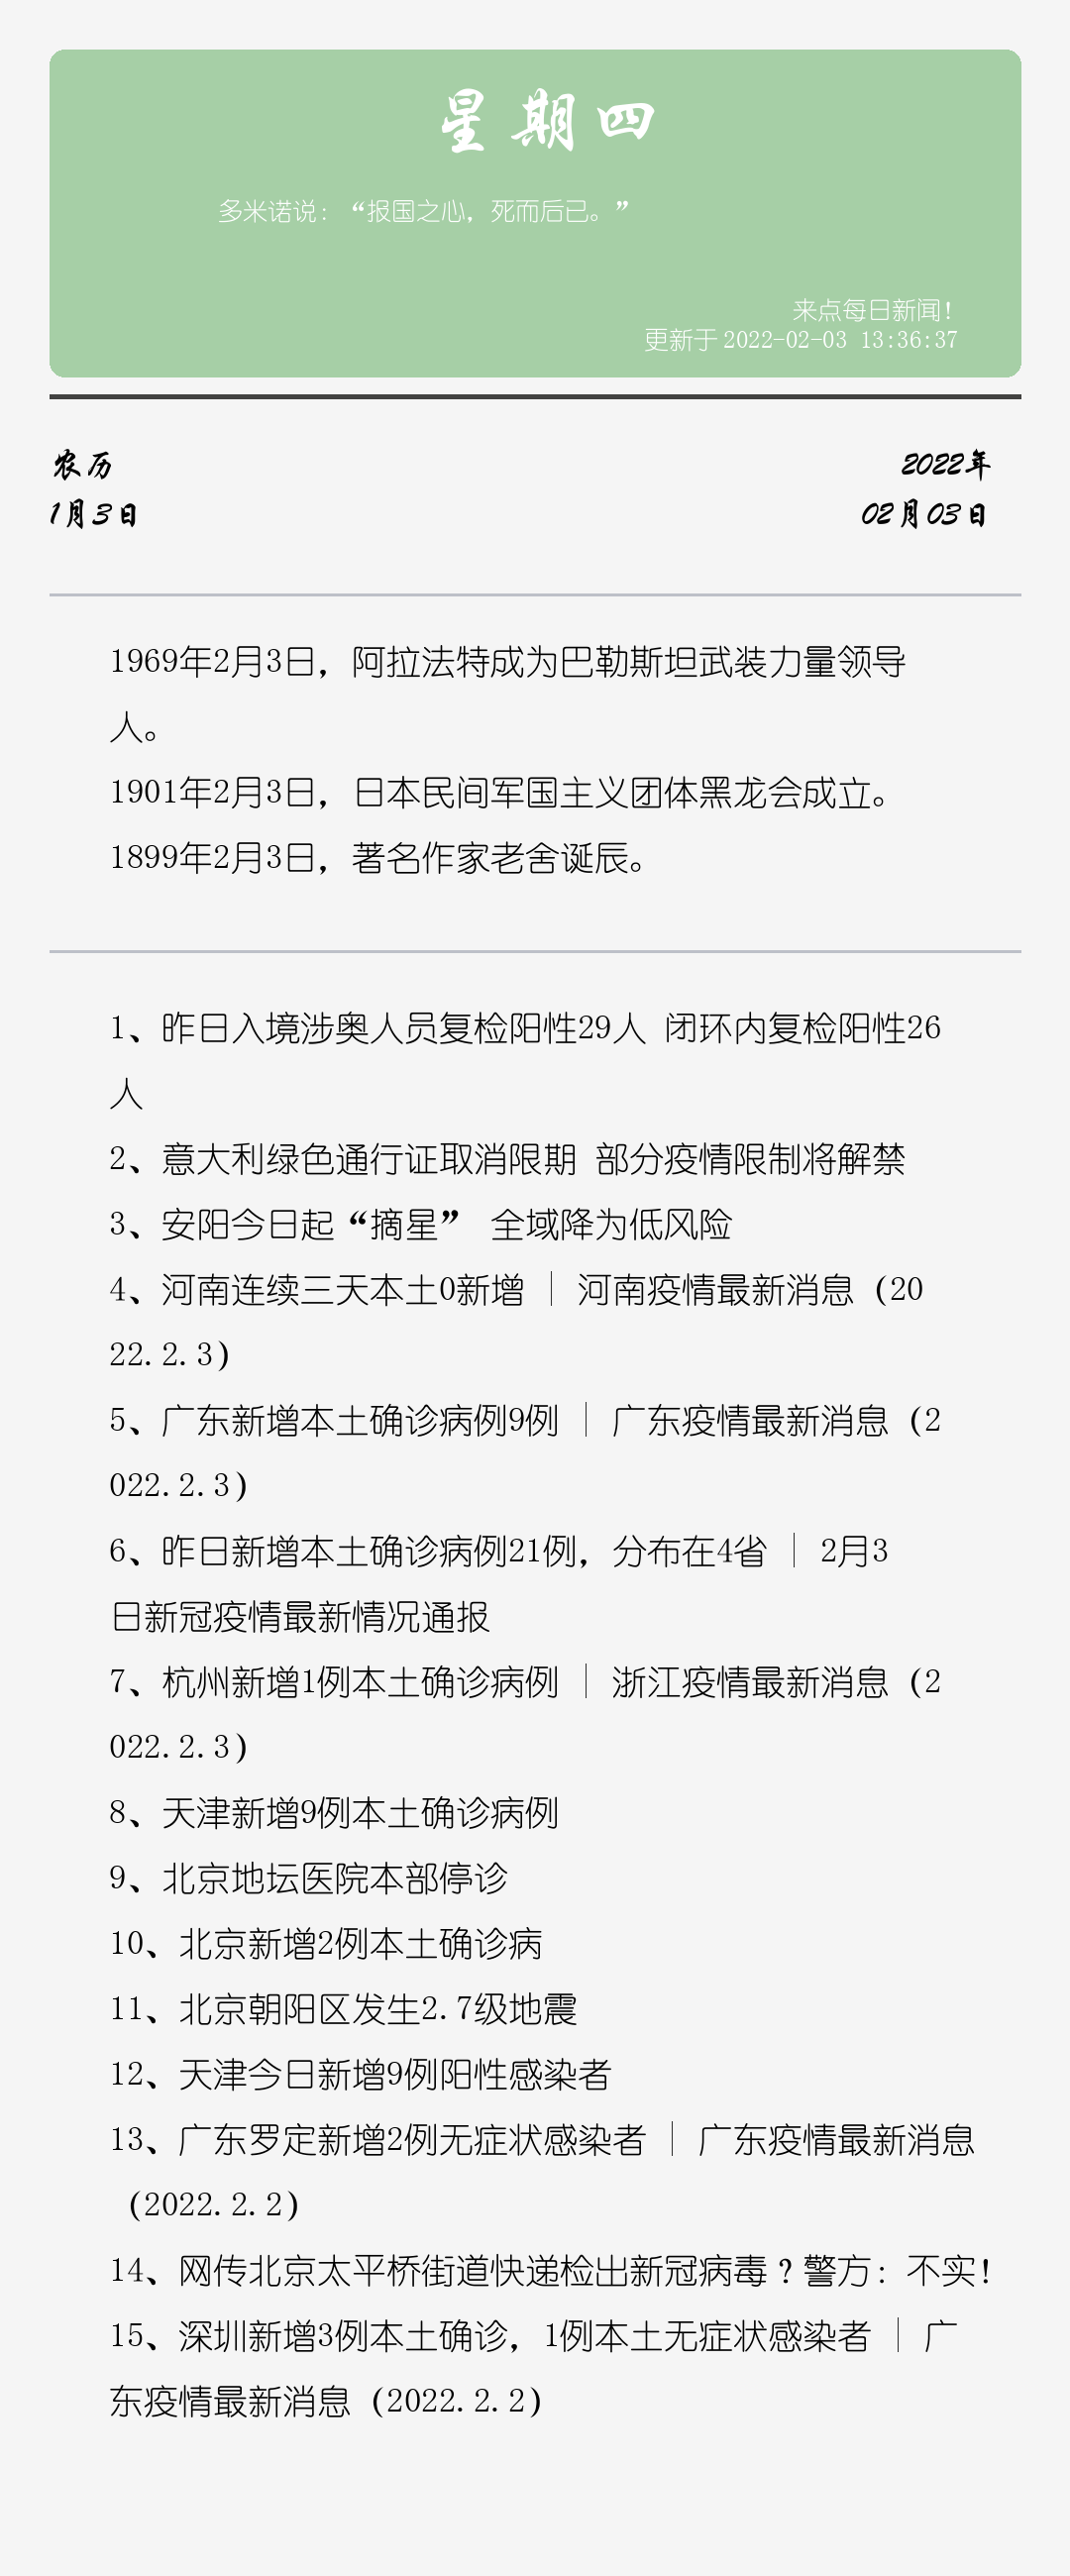 星期四
多米诺说：“报国之心，死而后已。”
来点每日新闻！
更新于 2022-02-03 13:36:37
农历
2022年
1月3日
02月03日
1969年2月3日，阿拉法特成为巴勒斯坦武装力量领导
人。
1901年2月3日，日本民间军国主义团体黑龙会成立。
1899年2月3日，著名作家老舍诞辰。
1、昨日入境涉奥人员复检阳性29人 闭环内复检阳性26
人
2、意大利绿色通行证取消限期 部分疫情限制将解禁
3、安阳今日起“摘星” 全域降为低风险
4、河南连续三天本土0新增 | 河南疫情最新消息（20
22.2.3）
5、广东新增本土确诊病例9例 | 广东疫情最新消息（2
022.2.3）
6、昨日新增本土确诊病例21例，分布在4省 | 2月3
日新冠疫情最新情况通报
7、杭州新增1例本土确诊病例 | 浙江疫情最新消息（2
022.2.3）
8、天津新增9例本土确诊病例
9、北京地坛医院本部停诊
10、北京新增2例本土确诊病
11、北京朝阳区发生2.7级地震
12、天津今日新增9例阳性感染者
13、广东罗定新增2例无症状感染者 | 广东疫情最新消息
（2022.2.2）
14、网传北京太平桥街道快递检出新冠病毒？警方：不实！
15、深圳新增3例本土确诊，1例本土无症状感染者 | 广
东疫情最新消息（2022.2.2）